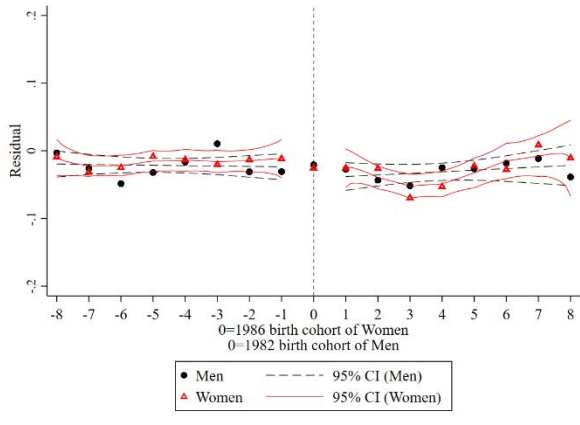 .2
.1
0
-.1
-.2
Residual
-8 -7 -6 -5 -4 -3 -2 -1 0 1 2 3 4 5 6 7 8
0=1986 birth cohort of Women
0=1982 birth cohort of Men
Men 95% CI (Men)
Women 95% CI (Women)